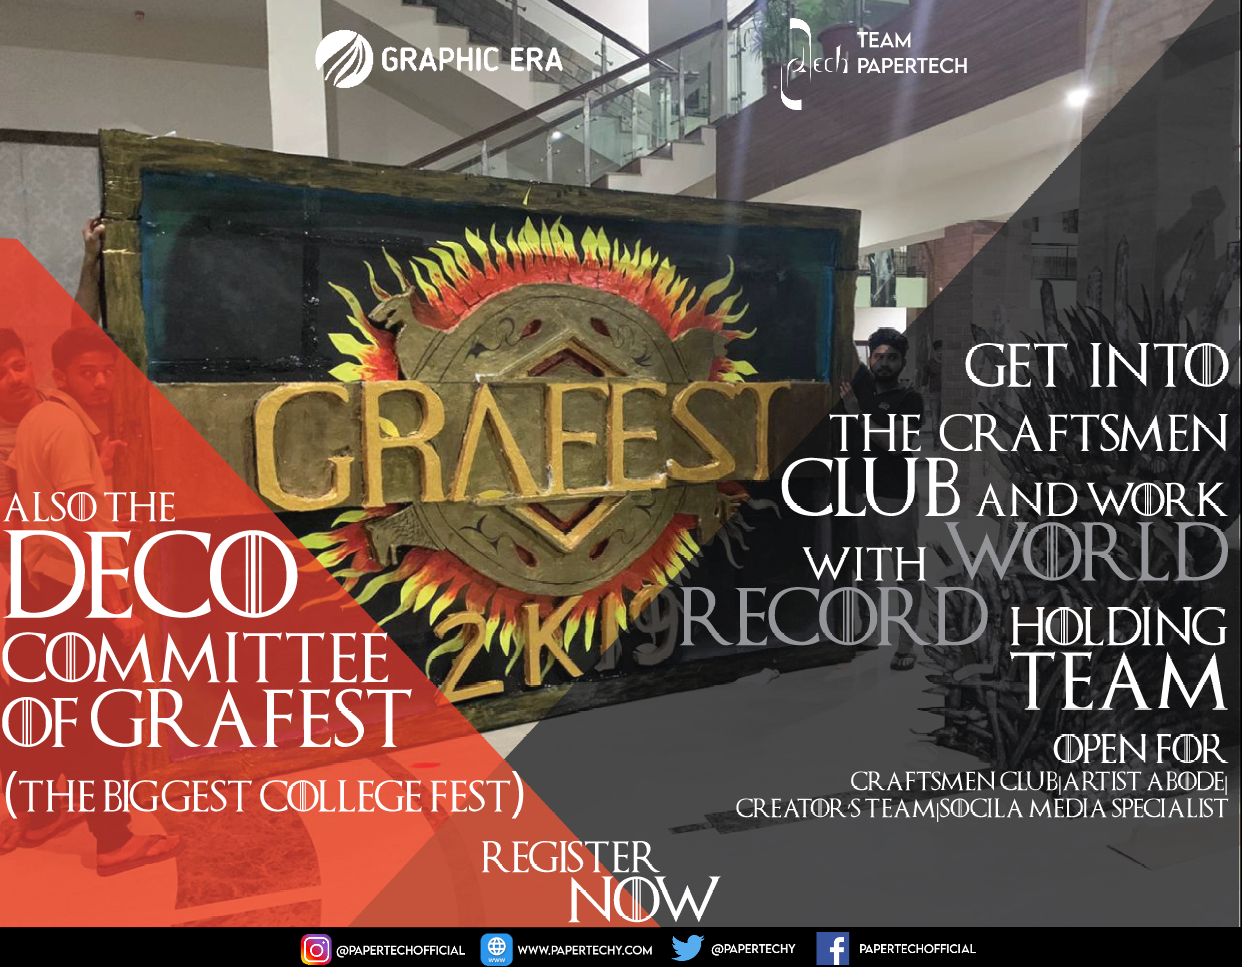 GRAPHIC ERA
Ptech
TEAM
PAPERTECH
GRAFEST
2K19
GET INTO
THE CRAFTSMEN
CLUB AND WORK
WITH WORLD
RECORD HOLDING
TEAM
OPEN FOR
CRAFTSMEN CLUB|ARTIST ABODE|
CREATOR'S TEAM|SOCILA MEDIA SPECIALIST
ALSO THE
DECO
COMMITTEE
OF GRAFEST
(THE BIGGEST COLLEGE FEST)
REGISTER
NOW
@PAPERTECHOFFICIAL
www
WWW.PAPERTECHY.COM
@PAPERTECHY
f
PAPERTECHOFFICIAL